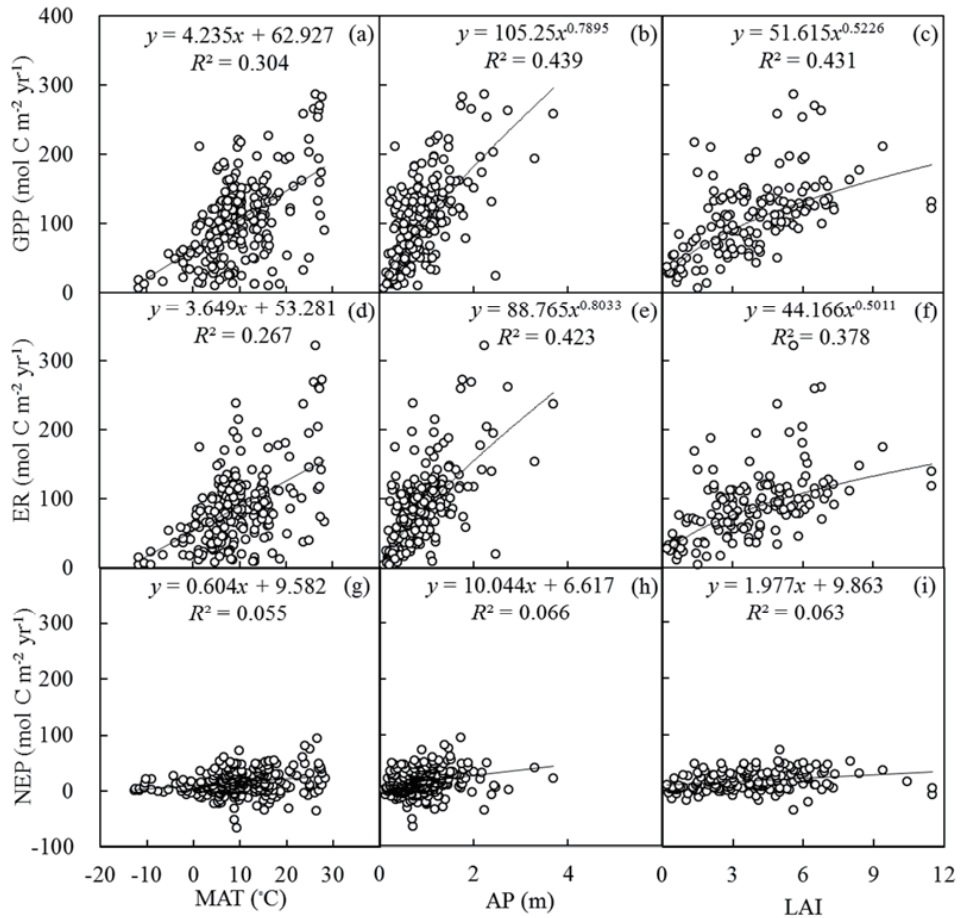 400
y = 4.235x + 62.927 (a)
R² = 0.304
y = 105.25x^0.7895 (b)
R² = 0.439
y = 51.615x^0.5226 (c)
R² = 0.431
300
200
100
0
GPP (mol C m⁻² yr⁻¹)
y = 3.649x + 53.281 (d)
R² = 0.267
y = 88.765x^0.8033 (e)
R² = 0.423
y = 44.166x^0.5011 (f)
R² = 0.378
300
200
100
0
ER (mol C m⁻² yr⁻¹)
y = 0.604x + 9.582 (g)
R² = 0.055
y = 10.044x + 6.617 (h)
R² = 0.066
y = 1.977x + 9.863 (i)
R² = 0.063
300
200
100
0
-100
NEP (mol C m⁻² yr⁻¹)
-20 -10 0 10 20 30
0 2 4 6
0 3 6 9 12
MAT (°C)
AP (m)
LAI